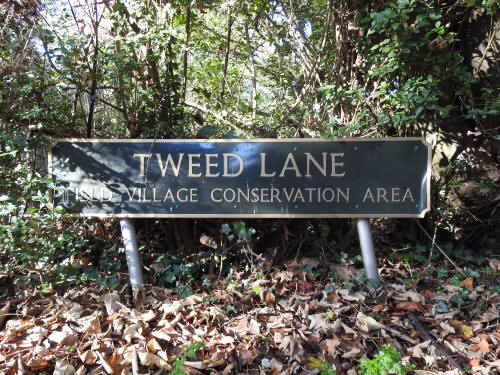 TWEED LANE
VILLAGE CONSERVATION AREA